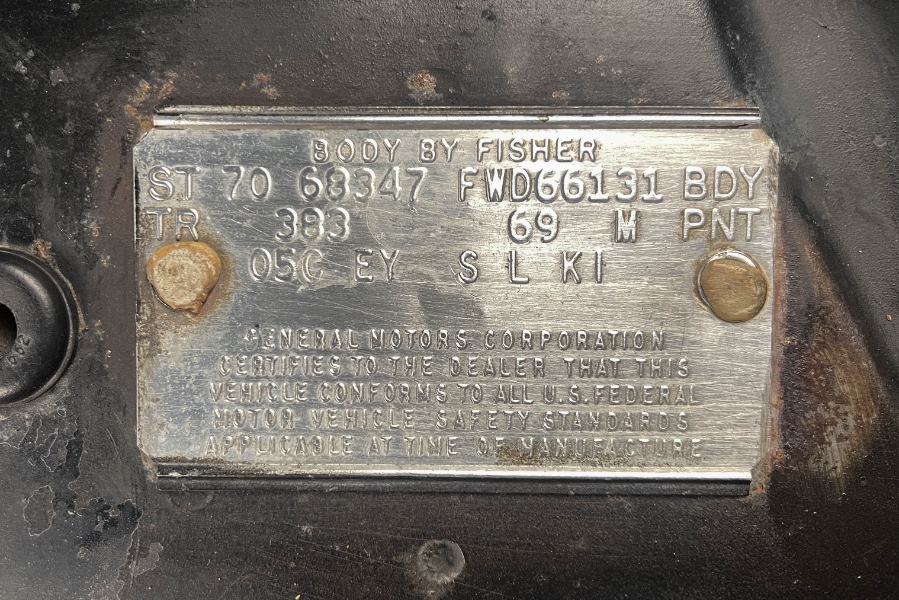 BODY BY FISHER
ST 70 68347 FWD66131 BDY
TR 383 69 M PNT
05C EY S L KI
GENERAL MOTORS CORPORATION
CERTIFIES TO THE DEALER THAT THIS
VEHICLE CONFORMS TO ALL U.S. FEDERAL
MOTOR VEHICLE SAFETY STANDARDS
APPLICABLE AT TIME OF MANUFACTURE